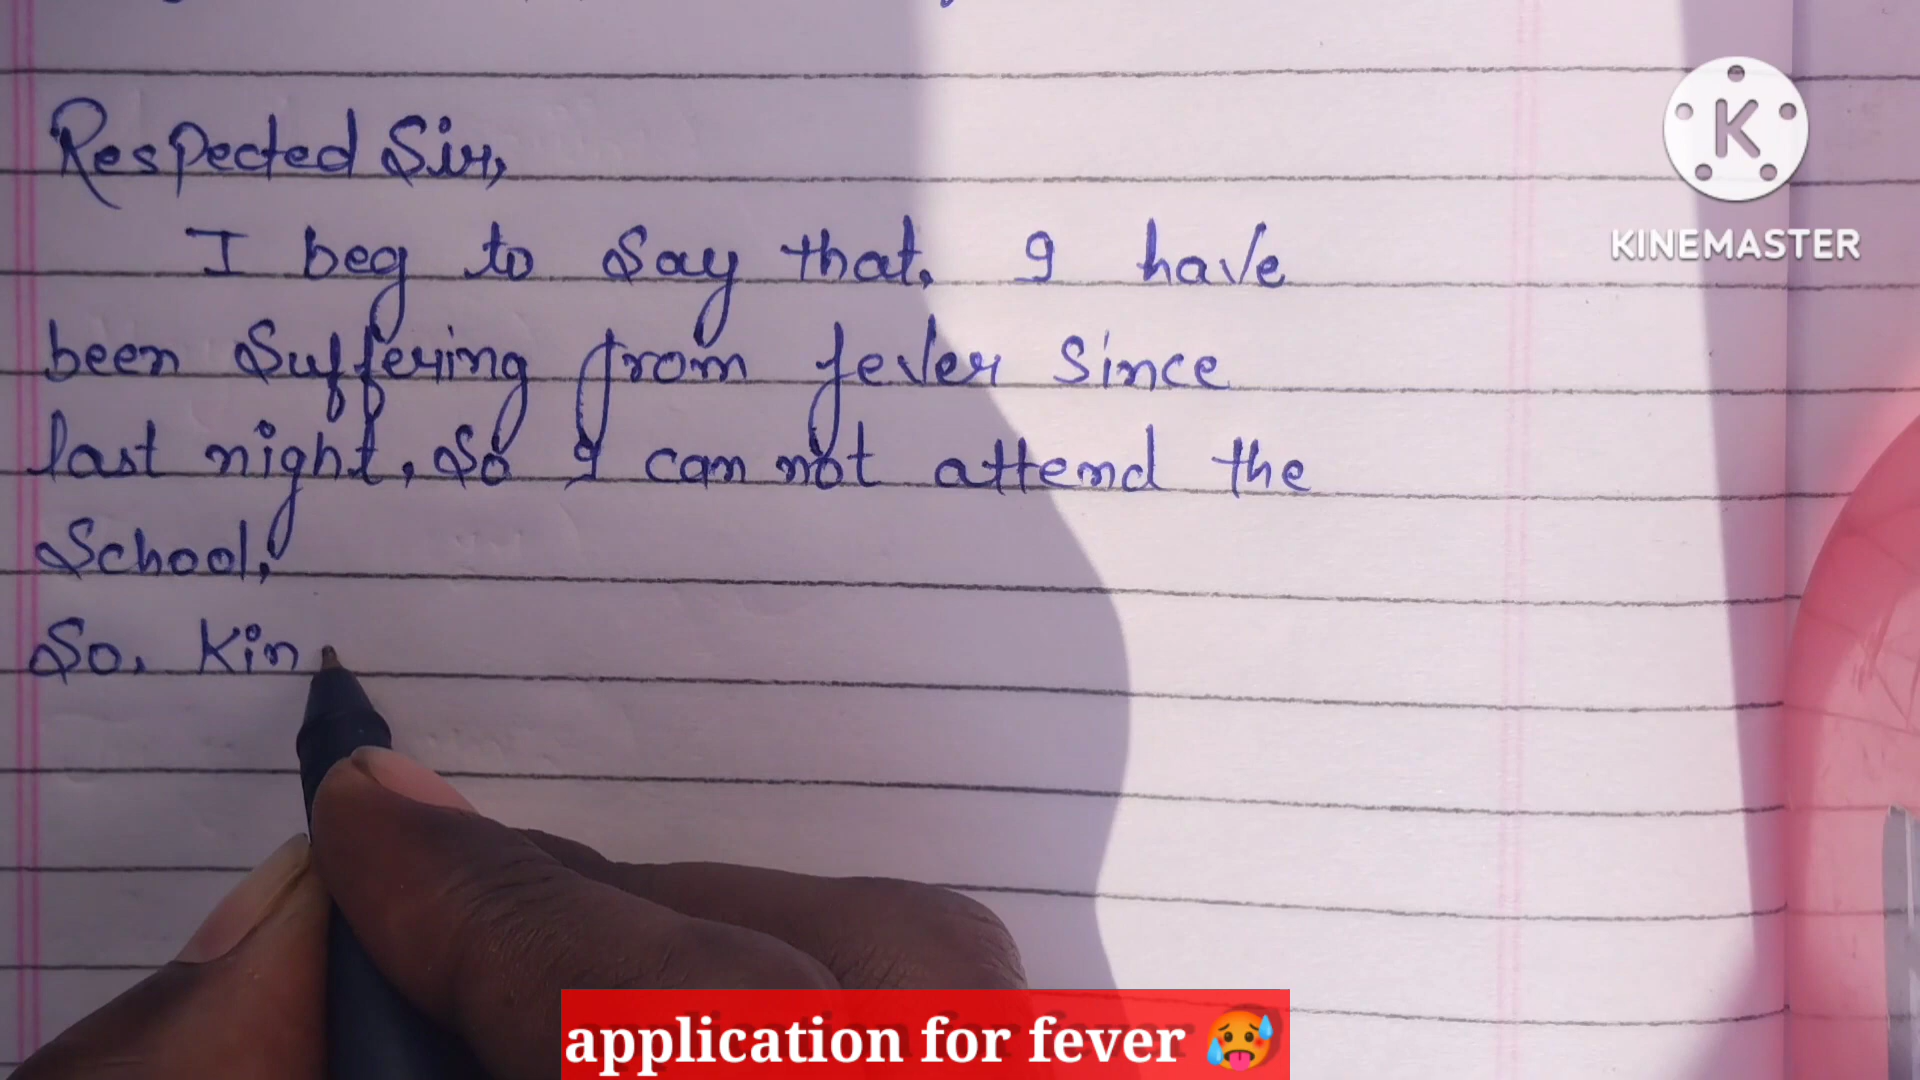 Respected Sir,
I beg to say that, I have
been suffering from fever since
last night, so I can not attend the
School,
So, Kin
K
KINEMASTER
application for fever 🥵